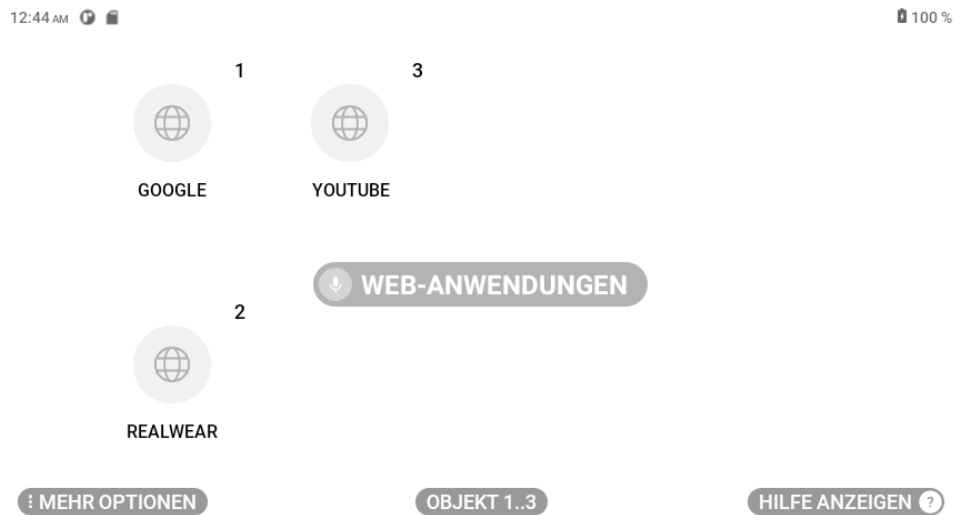 12:44 AM
100 %
1
3
GOOGLE
YOUTUBE
WEB-ANWENDUNGEN
2
REALWEAR
MEHR OPTIONEN
OBJEKT 1..3
HILFE ANZEIGEN ?